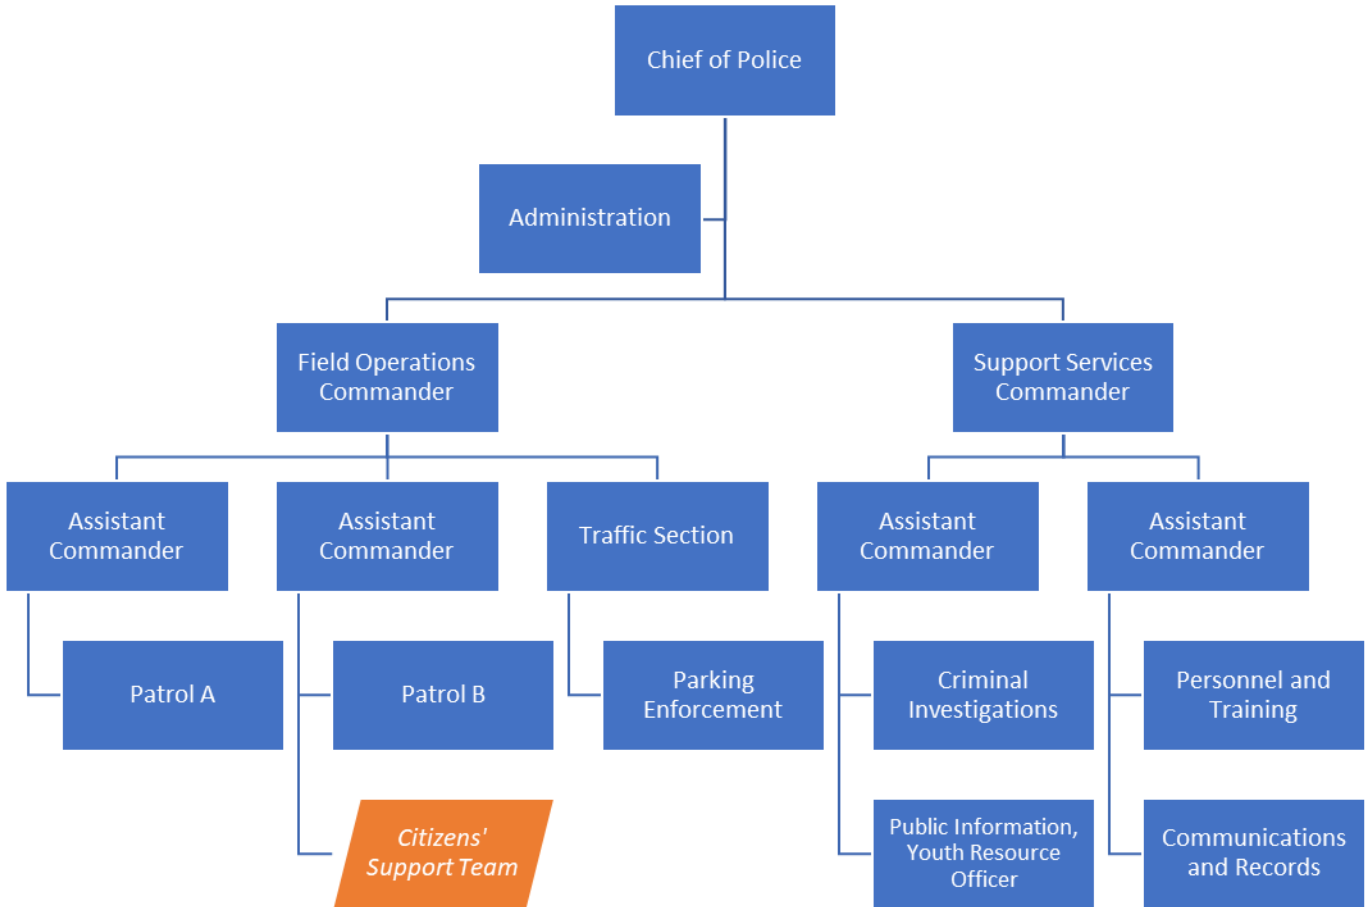 Chief of Police
Administration
Field Operations
Commander
Support Services
Commander
Assistant
Commander
Assistant
Commander
Traffic Section
Assistant
Commander
Assistant
Commander
Patrol A
Patrol B
Parking
Enforcement
Criminal
Investigations
Personnel and
Training
Citizens'
Support Team
Public Information,
Youth Resource
Officer
Communications
and Records